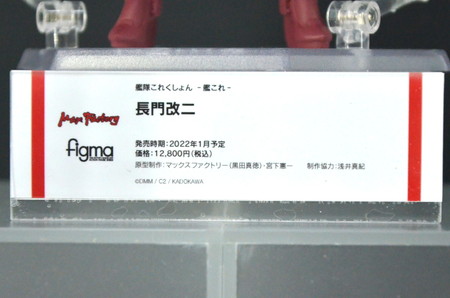 艦隊これくしょん -艦これ-
長門改二
Max Factory
figma
発売時期:2022年1月予定
価格:12,800円(税込)
原型制作:マックスファクトリー(黒田真徳)・宮下憲一 制作協力:浅井真紀
©DMM / C2 / KADOKAWA